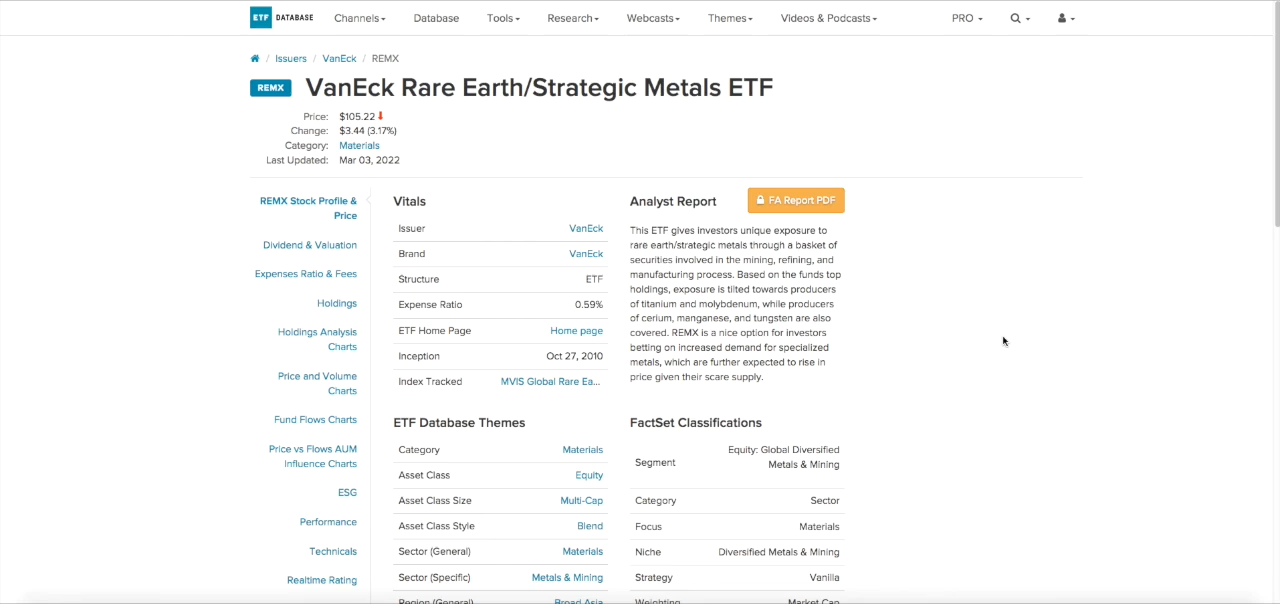 ETF DATABASE Channels Database Tools Research Webcasts Themes Videos & Podcasts PRO
/ Issuers / VanEck / REMX
REMX VanEck Rare Earth/Strategic Metals ETF
Price: $105.22
Change: $3.44 (3.17%)
Category: Materials
Last Updated: Mar 03, 2022
REMX Stock Profile &
Price
Dividend & Valuation
Expenses Ratio & Fees
Holdings
Holdings Analysis
Charts
Price and Volume
Charts
Fund Flows Charts
Price vs Flows AUM
Influence Charts
ESG
Performance
Technicals
Realtime Rating
Vitals
Issuer VanEck
Brand VanEck
Structure ETF
Expense Ratio 0.59%
ETF Home Page Home page
Inception Oct 27, 2010
Index Tracked MVIS Global Rare Ea...
Analyst Report FA Report PDF
This ETF gives investors unique exposure to
rare earth/strategic metals through a basket of
securities involved in the mining, refining, and
manufacturing process. Based on the funds top
holdings, exposure is tilted towards producers
of titanium and molybdenum, while producers
of cerium, manganese, and tungsten are also
covered. REMX is a nice option for investors
betting on increased demand for specialized
metals, which are further expected to rise in
price given their scare supply.
ETF Database Themes
Category Materials
Asset Class Equity
Asset Class Size Multi-Cap
Asset Class Style Blend
Sector (General) Materials
Sector (Specific) Metals & Mining
Region (General) Broad Asia
FactSet Classifications
Segment Equity: Global Diversified
Metals & Mining
Category Sector
Focus Materials
Niche Diversified Metals & Mining
Strategy Vanilla
Weighting Market Cap